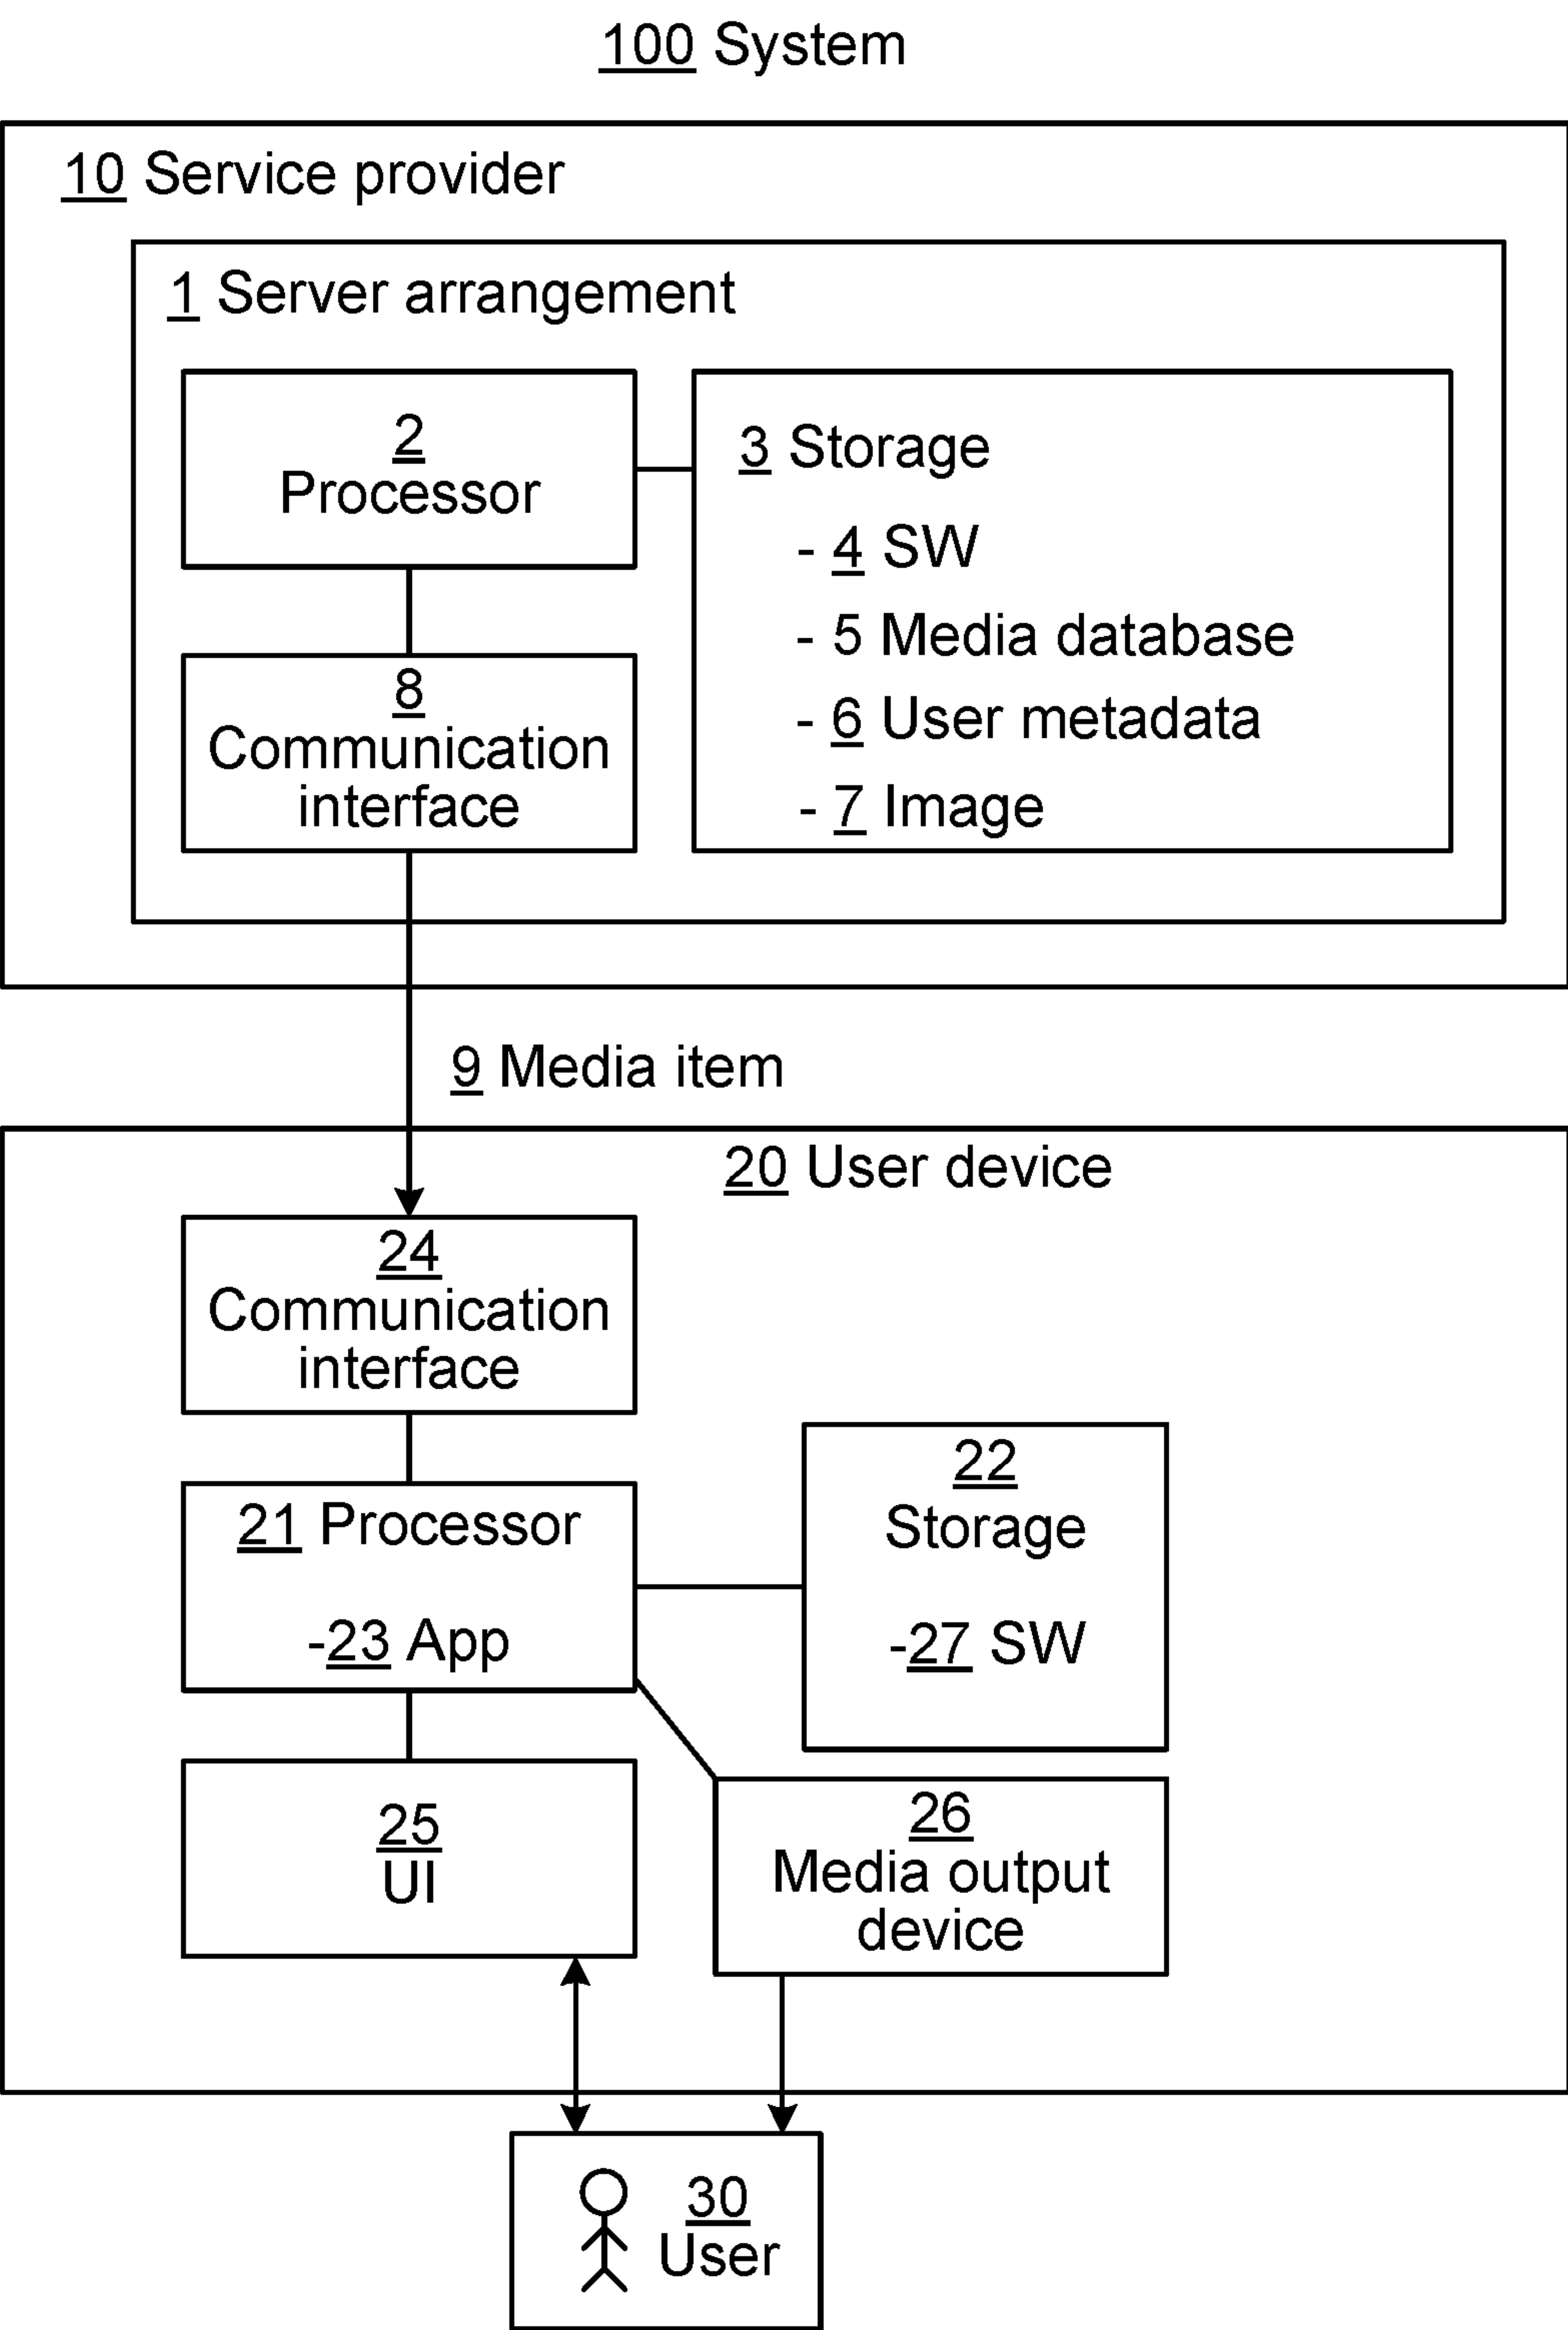 100 System
10 Service provider
1 Server arrangement
2
Processor
3 Storage
- 4 SW
- 5 Media database
- 6 User metadata
- 7 Image
8
Communication
interface
9 Media item
20 User device
24
Communication
interface
21 Processor
-23 App
22
Storage
-27 SW
25
UI
26
Media output
device
30
User